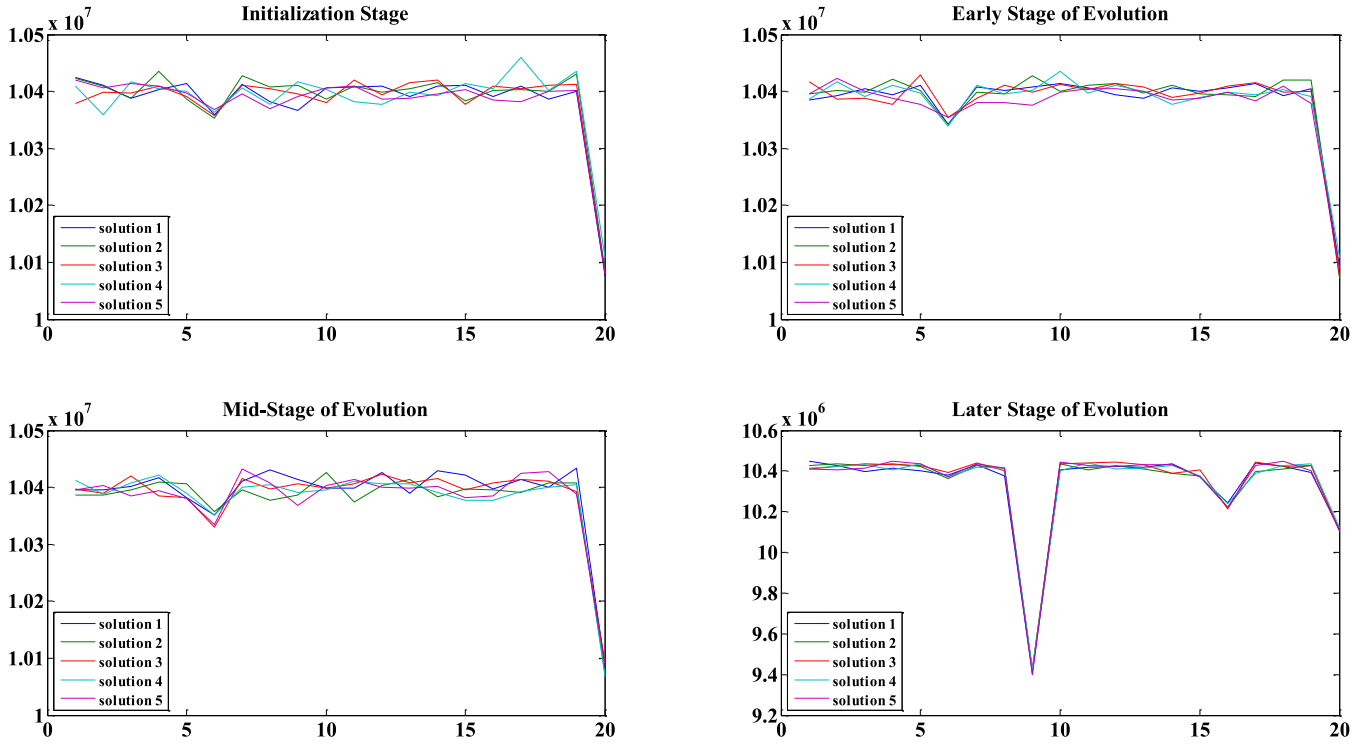 Initialization Stage
x 10^7
1.05
1.04
1.03
1.02
1.01
1
0 5 10 15 20
solution 1
solution 2
solution 3
solution 4
solution 5
Early Stage of Evolution
x 10^7
1.05
1.04
1.03
1.02
1.01
1
0 5 10 15 20
solution 1
solution 2
solution 3
solution 4
solution 5
Mid-Stage of Evolution
x 10^7
1.05
1.04
1.03
1.02
1.01
1
0 5 10 15 20
solution 1
solution 2
solution 3
solution 4
solution 5
Later Stage of Evolution
x 10^6
10.6
10.4
10.2
10
9.8
9.6
9.4
9.2
0 5 10 15 20
solution 1
solution 2
solution 3
solution 4
solution 5